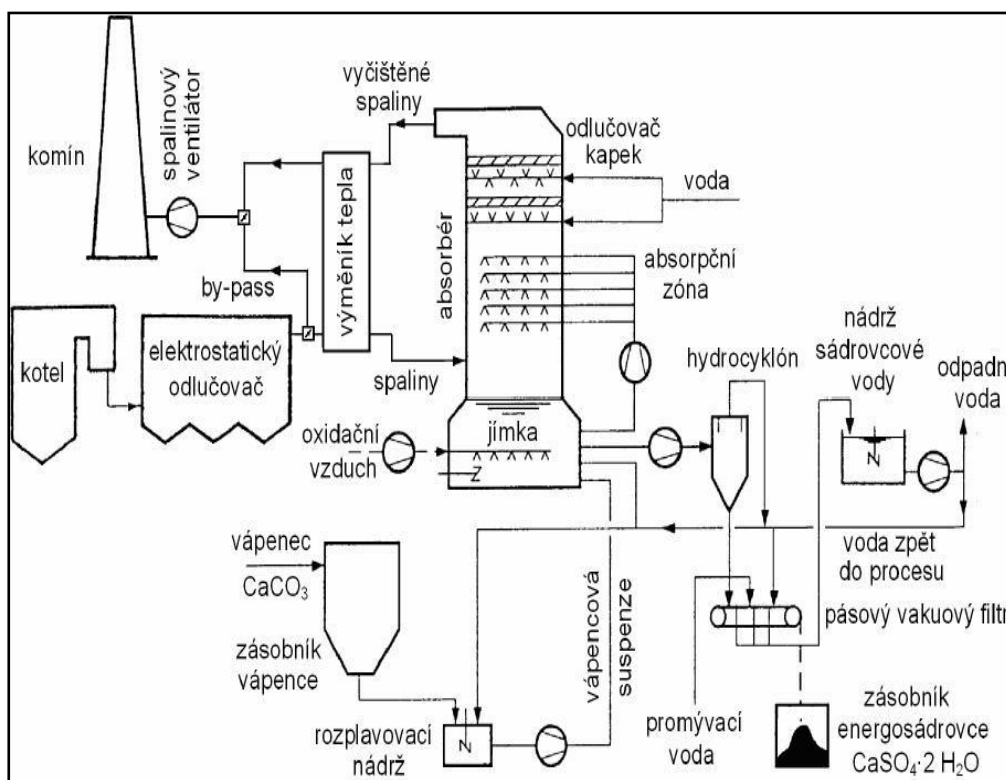 vyčištěné
spaliny
spalinový
ventilátor
komín
odlučovač
kapek
voda
výměník tepla
absorbér
absorpční
zóna
by-pass
kotel
elektrostatický
odlučovač
spaliny
hydrocyklón
nádrž
sádrovcové
vody
odpadn
voda
jímka
oxidační
vzduch
vápenec
CaCO₃
zásobník
vápence
vápencová
suspenze
voda zpět
do procesu
pásový vakuový filtr
rozplavovací
nádrž
promývací
voda
zásobník
energosádrovce
CaSO₄·2 H₂O